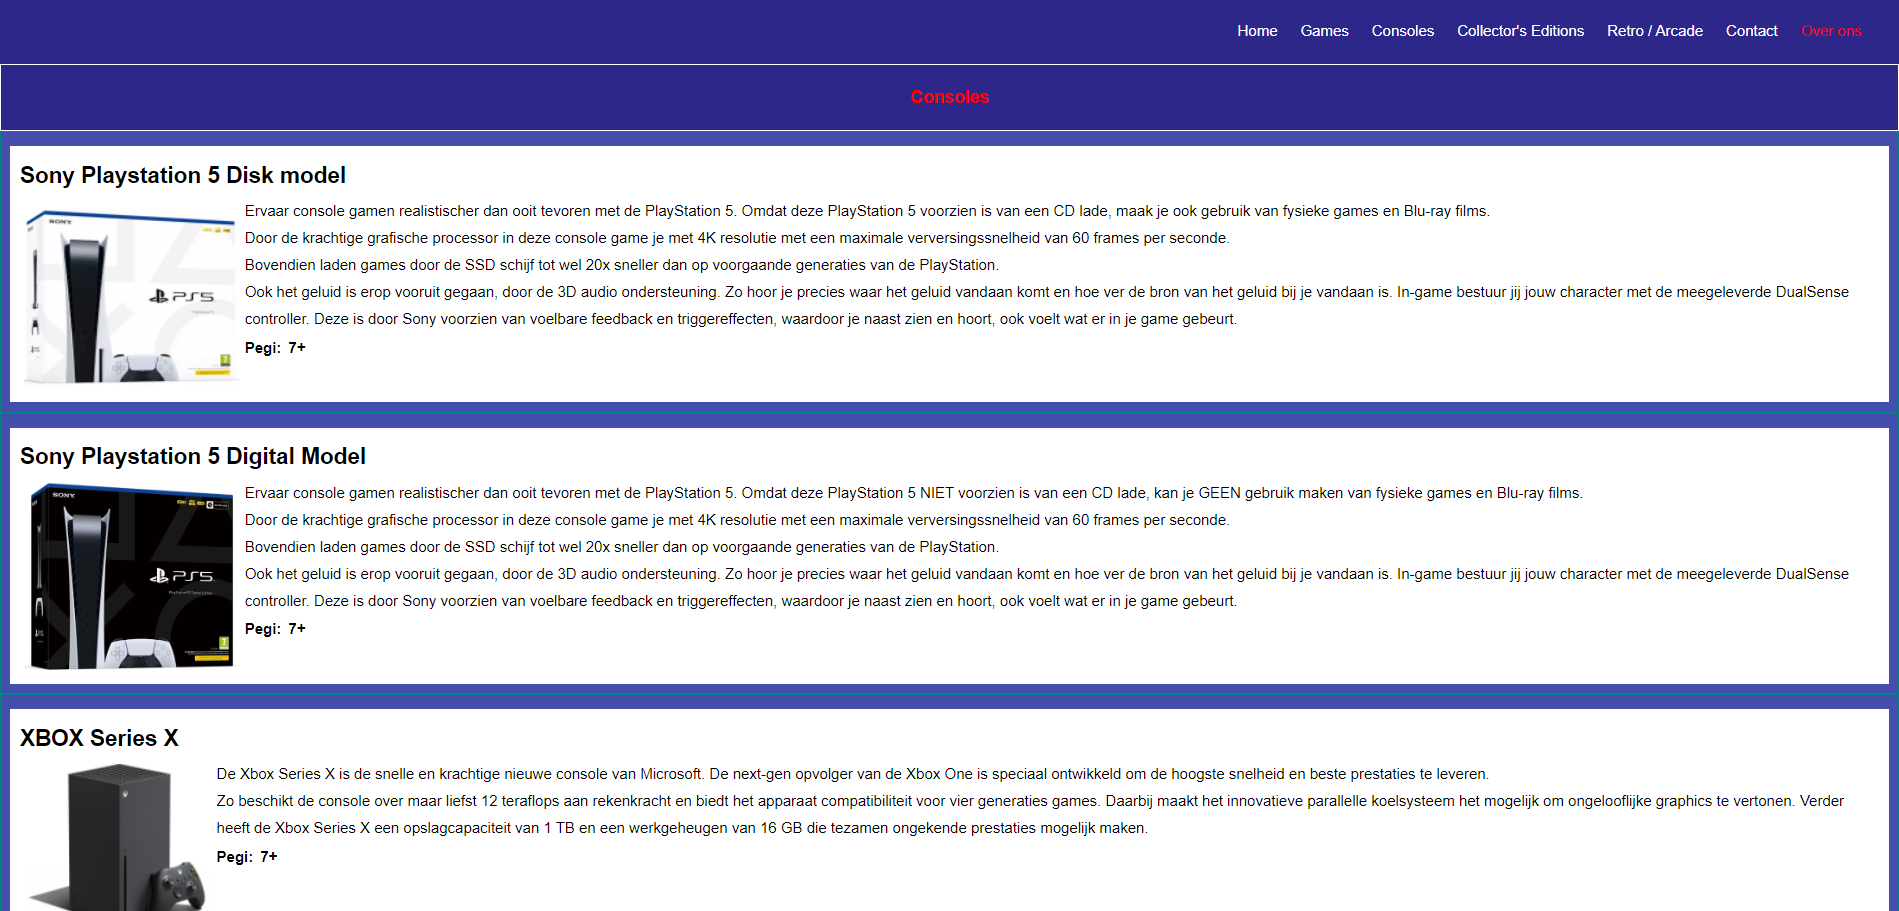 Home Games Consoles Collector's Editions Retro / Arcade Contact Over ons
Consoles
Sony Playstation 5 Disk model
SONY
PS5
Ervaar console gamen realistischer dan ooit tevoren met de PlayStation 5. Omdat deze PlayStation 5 voorzien is van een CD lade, maak je ook gebruik van fysieke games en Blu-ray films.
Door de krachtige grafische processor in deze console game je met 4K resolutie met een maximale verversingssnelheid van 60 frames per seconde.
Bovendien laden games door de SSD schijf tot wel 20x sneller dan op voorgaande generaties van de PlayStation.
Ook het geluid is erop vooruit gegaan, door de 3D audio ondersteuning. Zo hoor je precies waar het geluid vandaan komt en hoe ver de bron van het geluid bij je vandaan is. In-game bestuur jij jouw character met de meegeleverde DualSense
controller. Deze is door Sony voorzien van voelbare feedback en triggereffecten, waardoor je naast zien en hoort, ook voelt wat er in je game gebeurt.
Pegi: 7+
Sony Playstation 5 Digital Model
SONY
PS5
Ervaar console gamen realistischer dan ooit tevoren met de PlayStation 5. Omdat deze PlayStation 5 NIET voorzien is van een CD lade, kan je GEEN gebruik maken van fysieke games en Blu-ray films.
Door de krachtige grafische processor in deze console game je met 4K resolutie met een maximale verversingssnelheid van 60 frames per seconde.
Bovendien laden games door de SSD schijf tot wel 20x sneller dan op voorgaande generaties van de PlayStation.
Ook het geluid is erop vooruit gegaan, door de 3D audio ondersteuning. Zo hoor je precies waar het geluid vandaan komt en hoe ver de bron van het geluid bij je vandaan is. In-game bestuur jij jouw character met de meegeleverde DualSense
controller. Deze is door Sony voorzien van voelbare feedback en triggereffecten, waardoor je naast zien en hoort, ook voelt wat er in je game gebeurt.
Pegi: 7+
XBOX Series X
De Xbox Series X is de snelle en krachtige nieuwe console van Microsoft. De next-gen opvolger van de Xbox One is speciaal ontwikkeld om de hoogste snelheid en beste prestaties te leveren.
Zo beschikt de console over maar liefst 12 teraflops aan rekenkracht en biedt het apparaat compatibiliteit voor vier generaties games. Daarbij maakt het innovatieve parallelle koelsysteem het mogelijk om ongelooflijke graphics te vertonen. Verder
heeft de Xbox Series X een opslagcapaciteit van 1 TB en een werkgeheugen van 16 GB die tezamen ongekende prestaties mogelijk maken.
Pegi: 7+